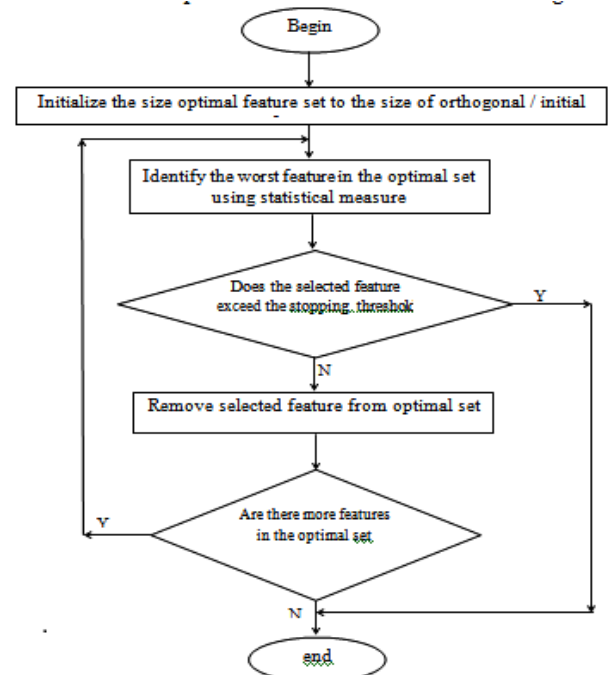 Begin
Initialize the size optimal feature set to the size of orthogonal / initial
Identify the worst feature in the optimal set
using statistical measure
Does the selected feature
exceed the stopping threshok
Y
N
Remove selected feature from optimal set
Are there more features
in the optimal set
Y
N
end